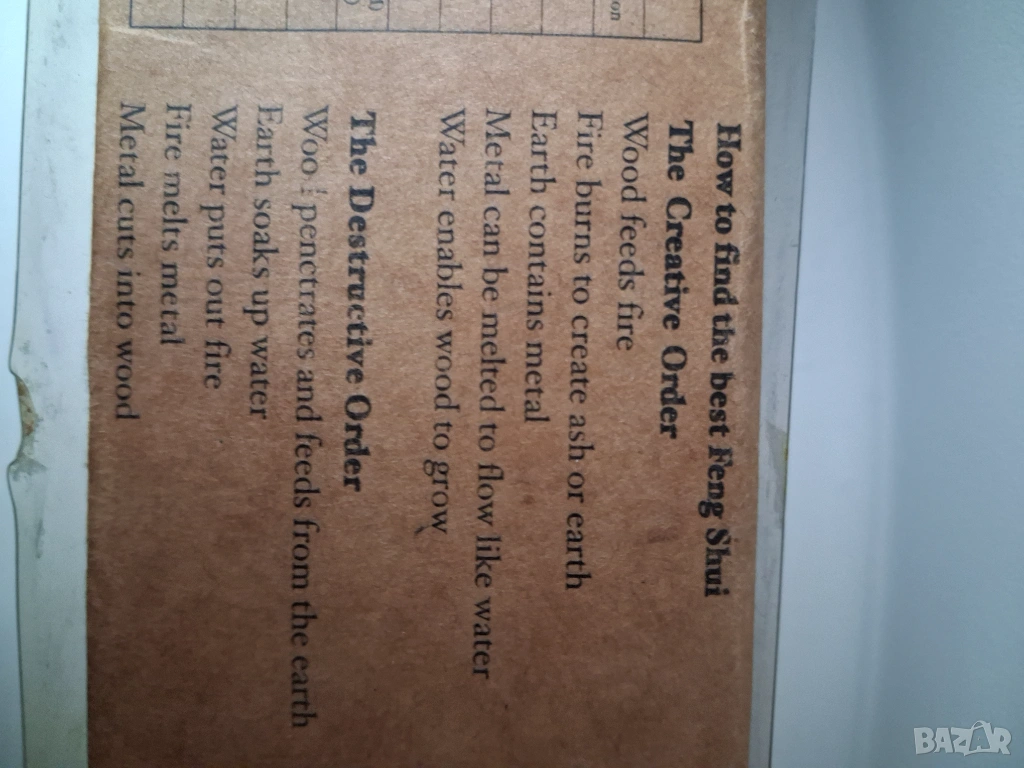 on
How to find the best Feng Shui
The Creative Order
Wood feeds fire
Fire burns to create ash or earth
Earth contains metal
Metal can be melted to flow like water
Water enables wood to grow
The Destructive Order
Wood penetrates and feeds from the earth
Earth soaks up water
Water puts out fire
Fire melts metal
Metal cuts into wood
BAZAR